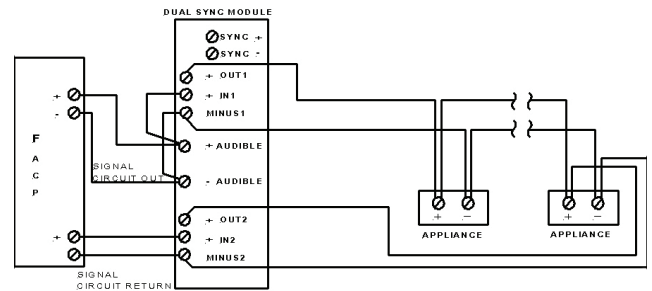 DUAL SYNC MODULE
SYNC +
SYNC -
+ OUT1
+ IN1
MINUS1
+ AUDIBLE
- AUDIBLE
+ OUT2
+ IN2
MINUS2
+
-
F
A
C
P
SIGNAL
CIRCUIT OUT
+
SIGNAL
CIRCUIT RETURN
+ -
APPLIANCE
+ -
APPLIANCE